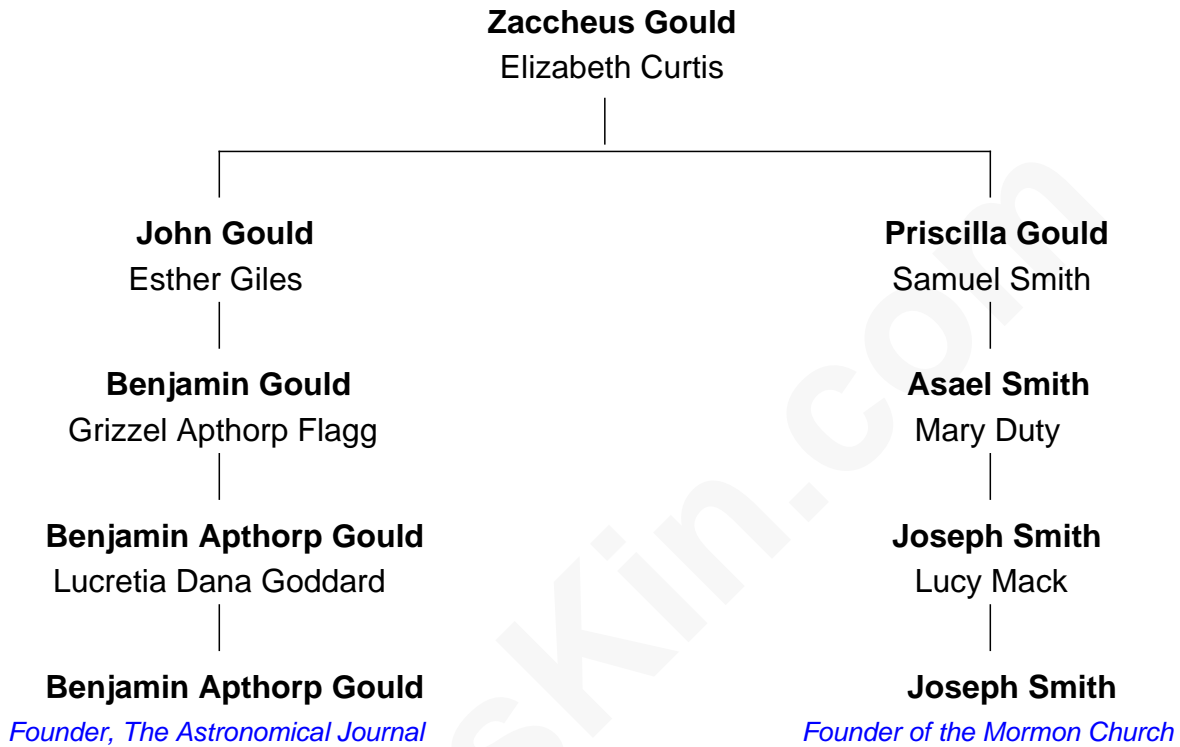 Zaccheus Gould
Elizabeth Curtis
John Gould
Esther Giles
Priscilla Gould
Samuel Smith
Benjamin Gould
Grizzel Apthorp Flagg
Asael Smith
Mary Duty
Benjamin Apthorp Gould
Lucretia Dana Goddard
Joseph Smith
Lucy Mack
Benjamin Apthorp Gould
Founder, The Astronomical Journal
Joseph Smith
Founder of the Mormon Church
sKin.com